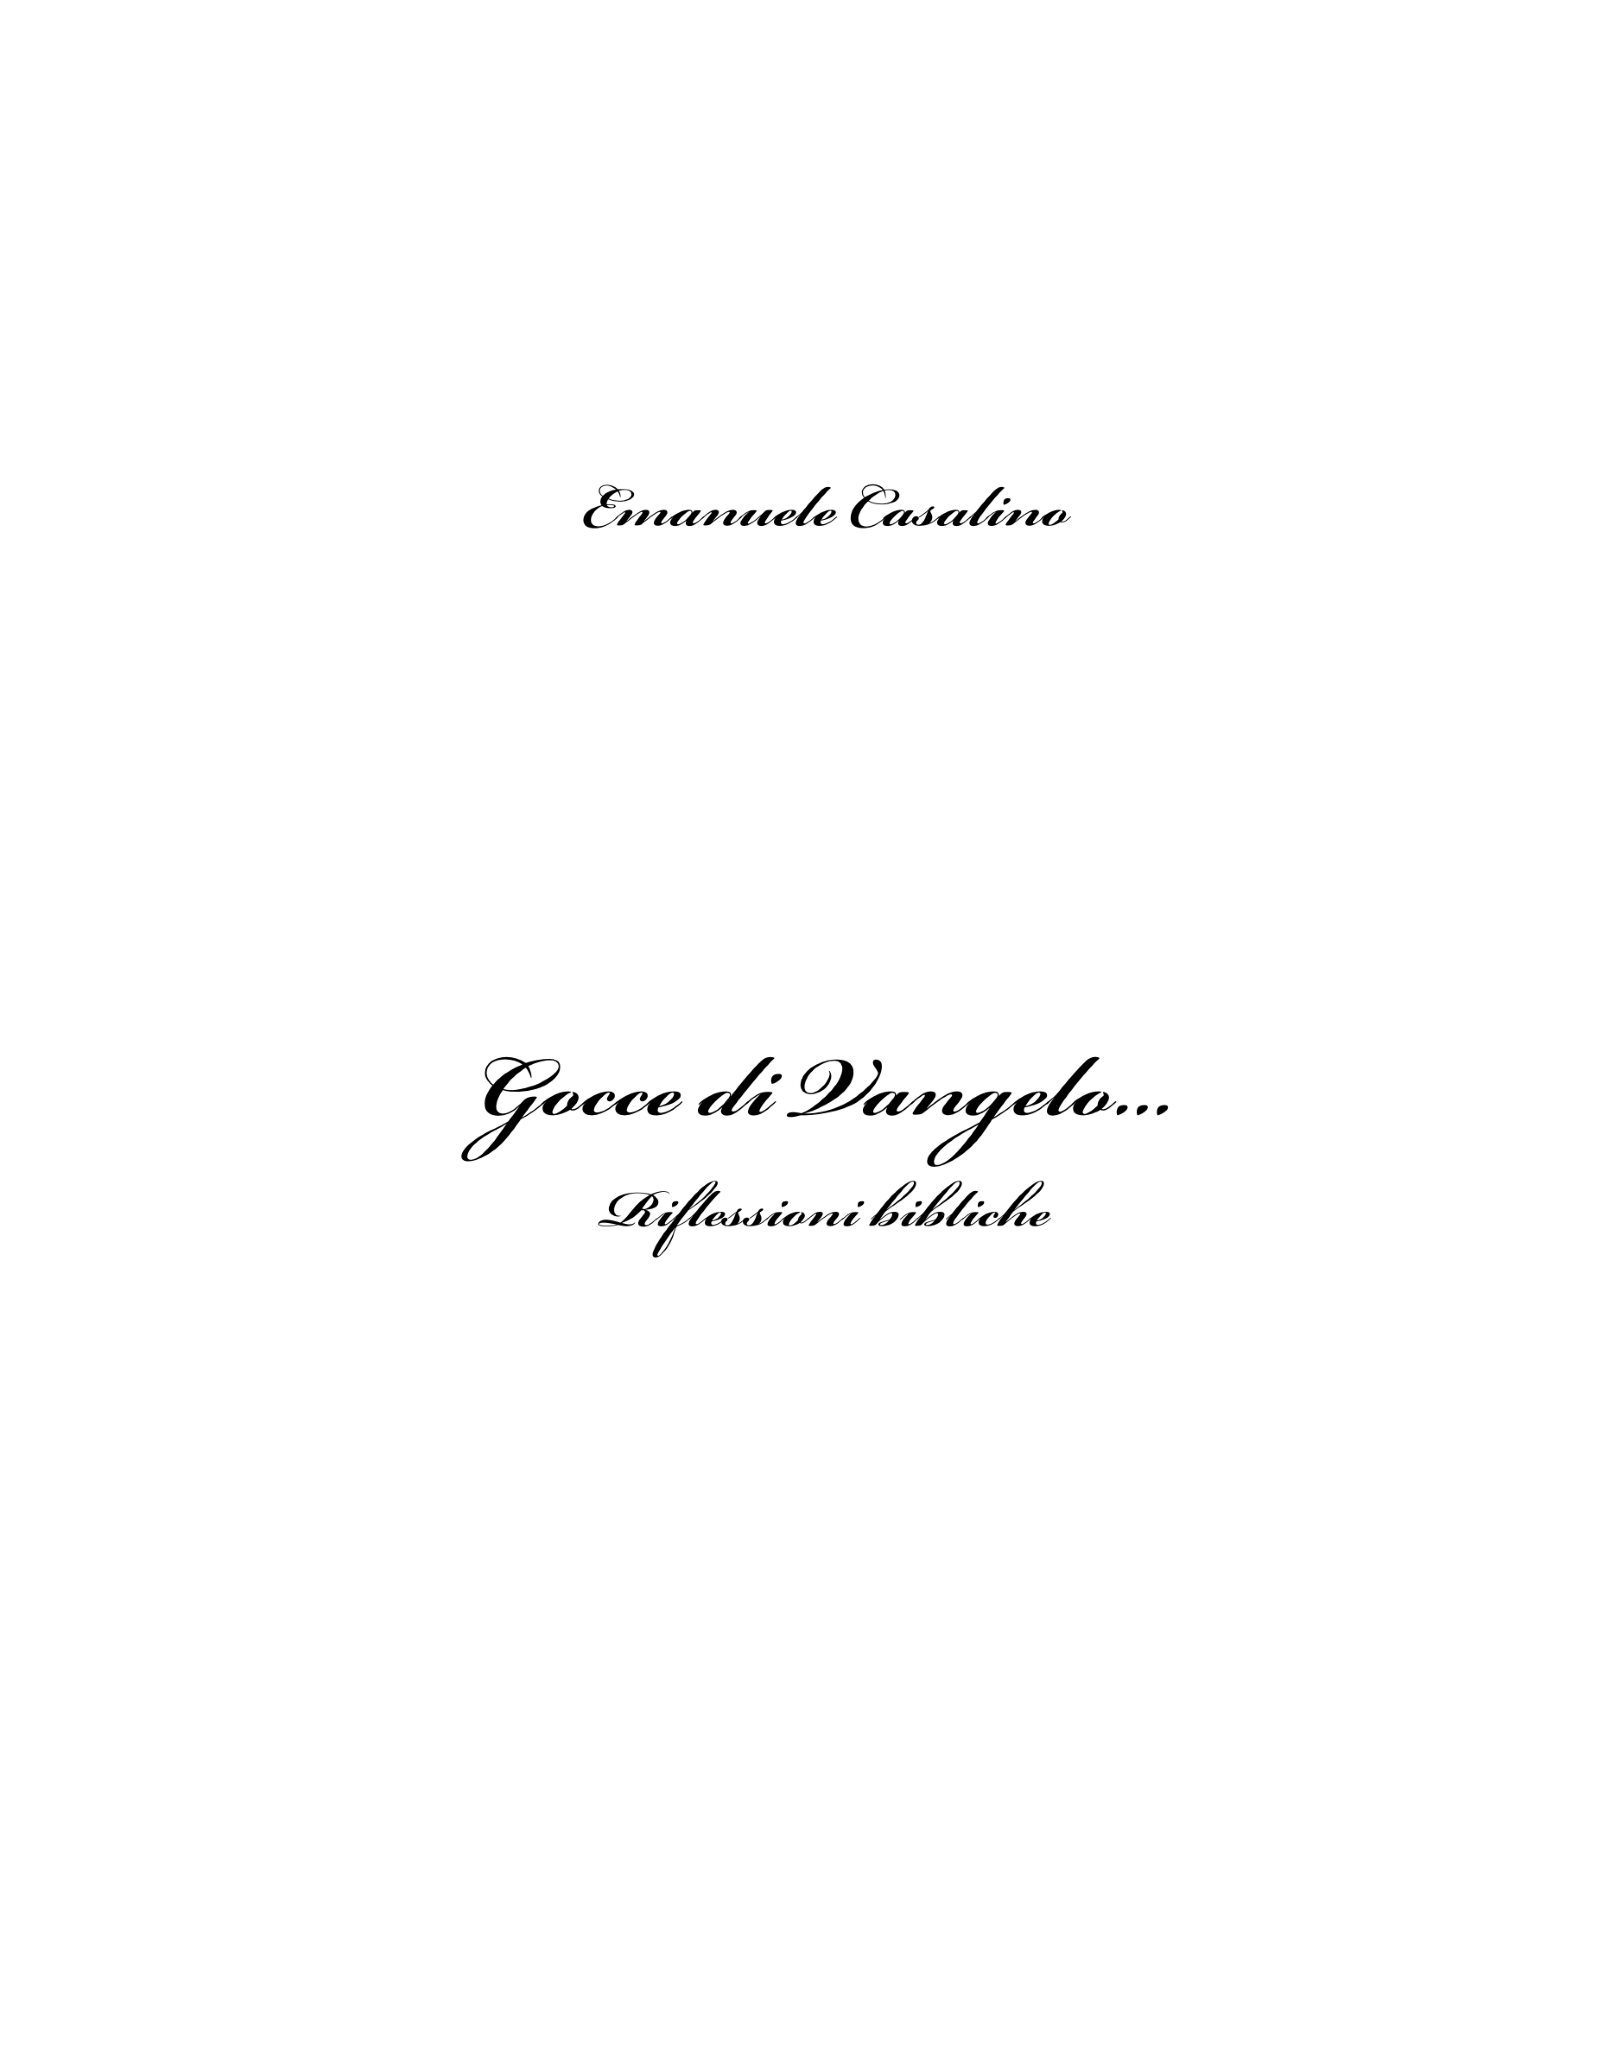 Emanuele Casalino
Gocce di Vangelo...
Riflessioni bibliche